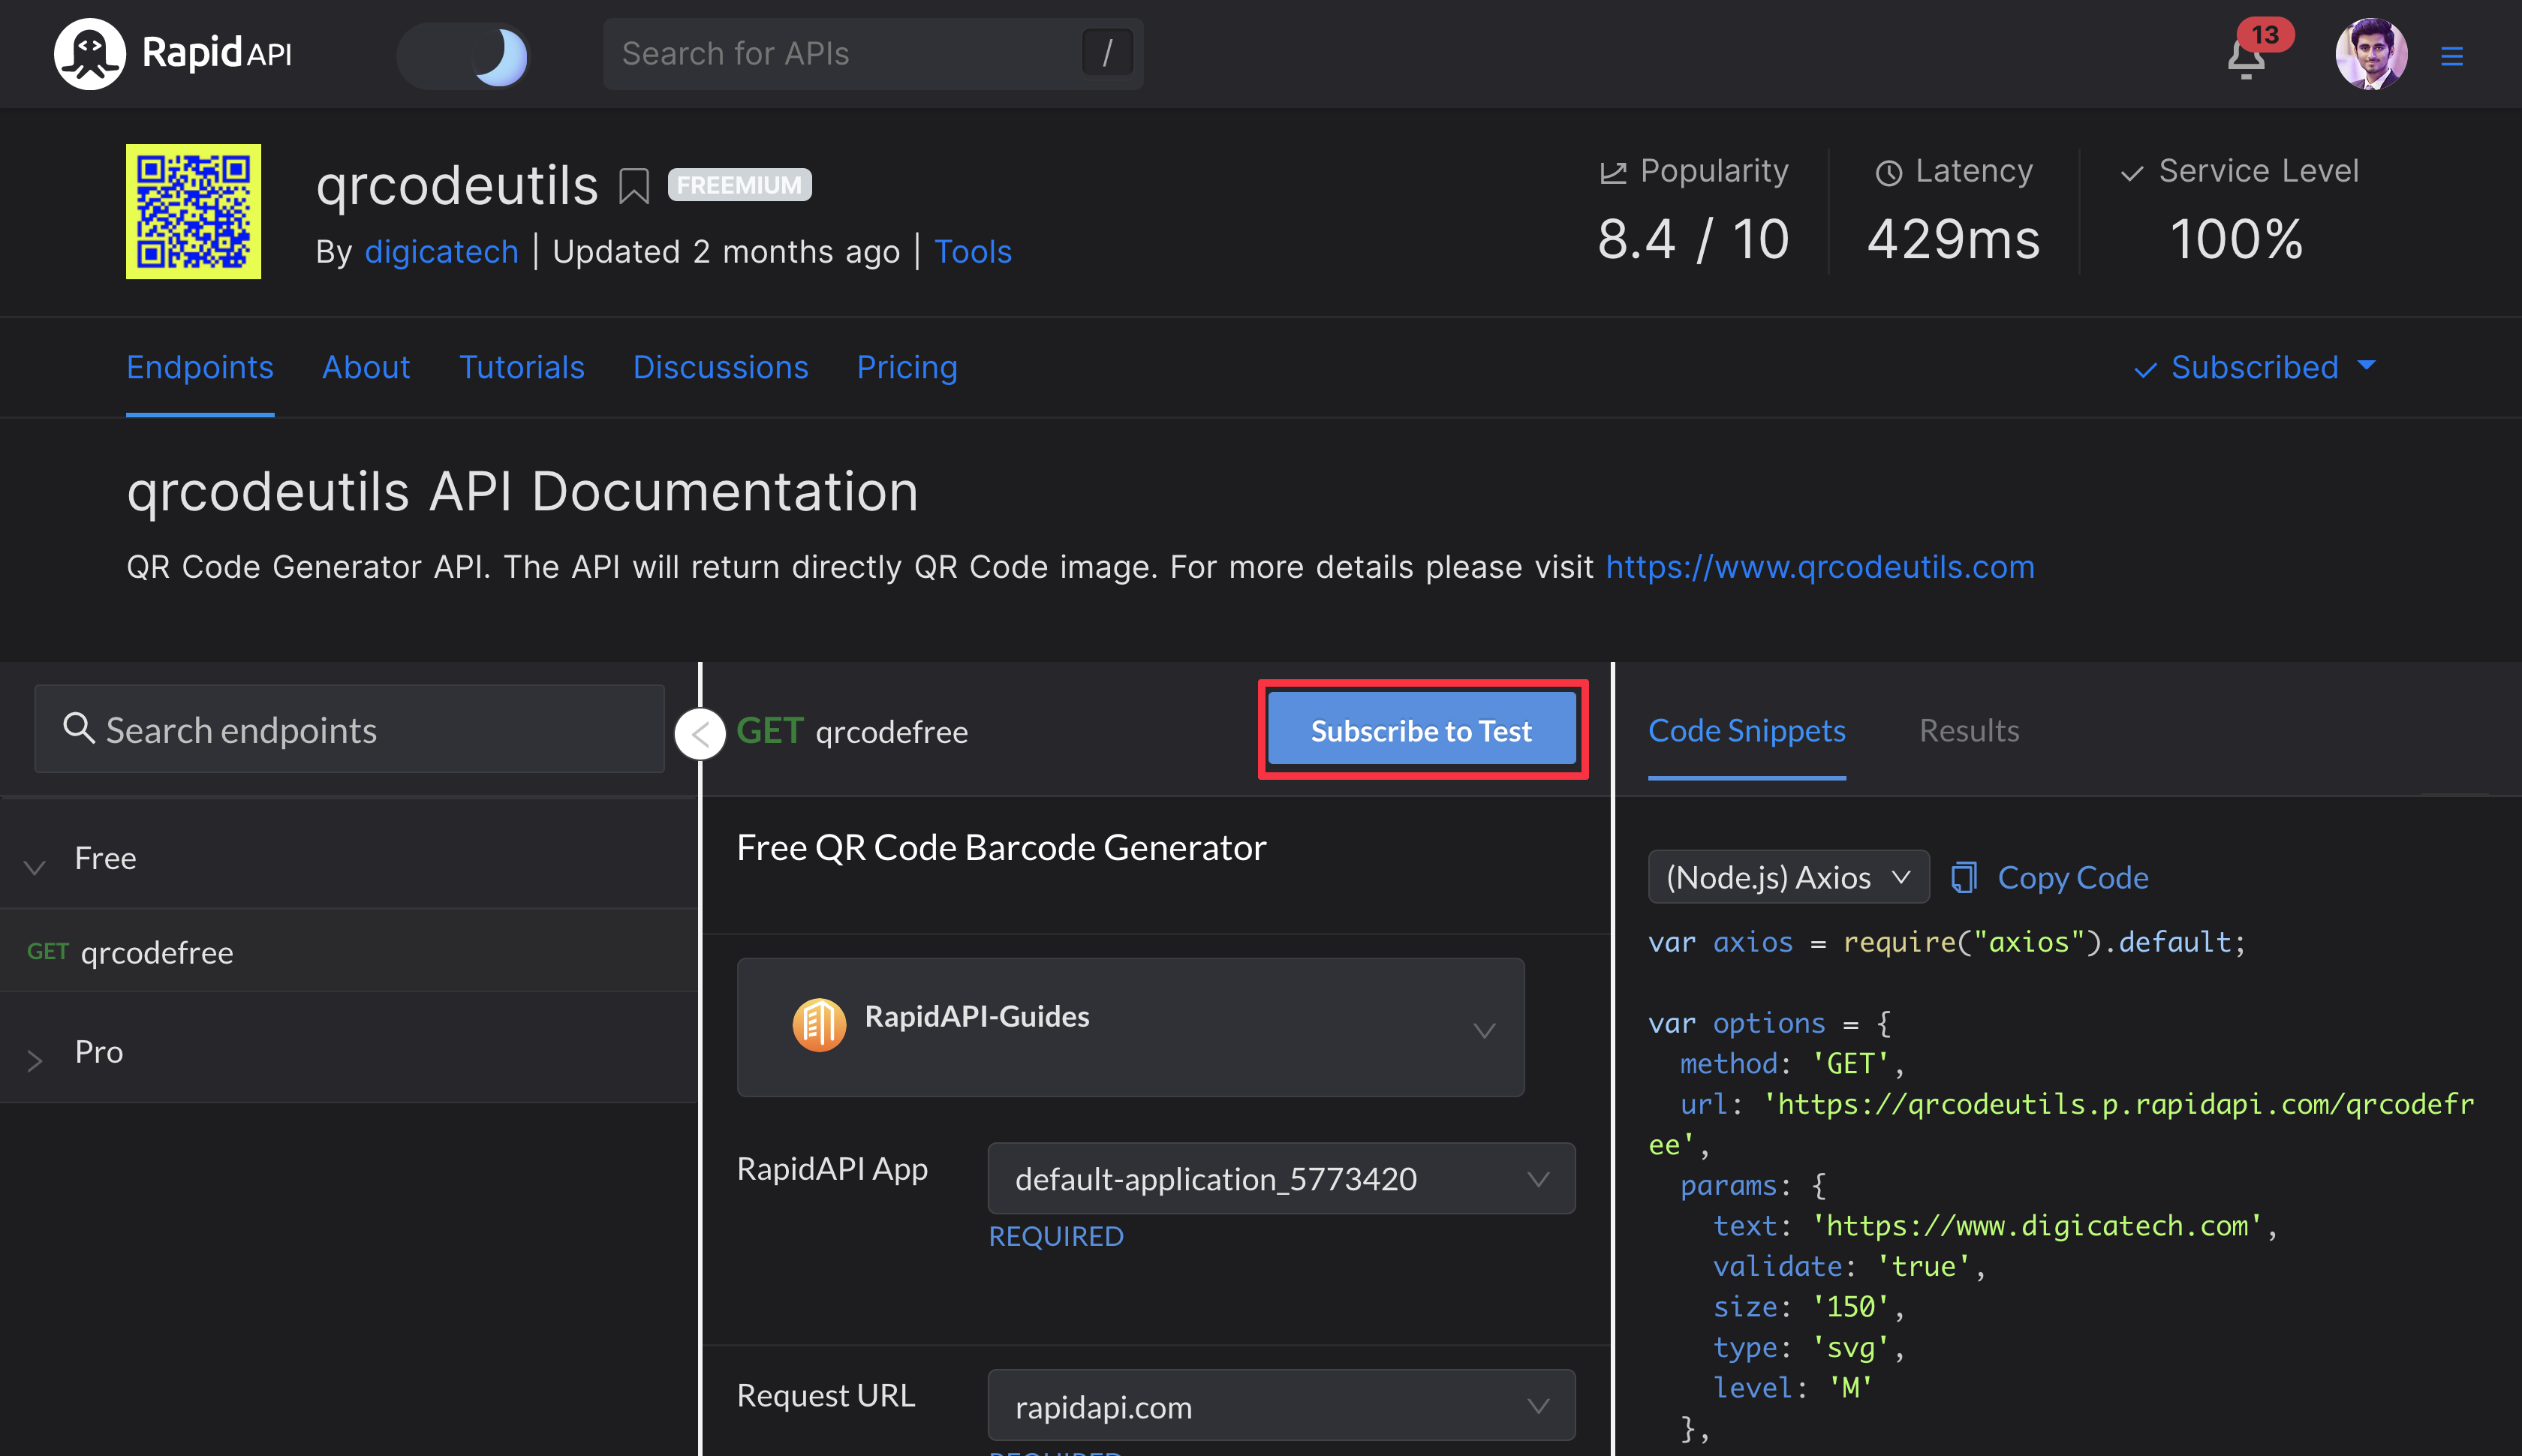 RapidAPI
Search for APIs
/
13
qrcodeutils
FREEMIUM
By digicatech | Updated 2 months ago | Tools
Popularity
8.4 / 10
Latency
429ms
Service Level
100%
Endpoints
About
Tutorials
Discussions
Pricing
Subscribed
qrcodeutils API Documentation
QR Code Generator API. The API will return directly QR Code image. For more details please visit https://www.qrcodeutils.com
Search endpoints
Free
GET qrcodefree
Pro
GET qrcodefree
Subscribe to Test
Free QR Code Barcode Generator
RapidAPI-Guides
RapidAPI App
default-application_5773420
REQUIRED
Request URL
rapidapi.com
REQUIRED
Code Snippets
Results
(Node.js) Axios
Copy Code
var axios = require("axios").default;
var options = {
method: 'GET',
url: 'https://qrcodeutils.p.rapidapi.com/qrcodefr
ee',
params: {
text: 'https://www.digicatech.com',
validate: 'true',
size: '150',
type: 'svg',
level: 'M'
},